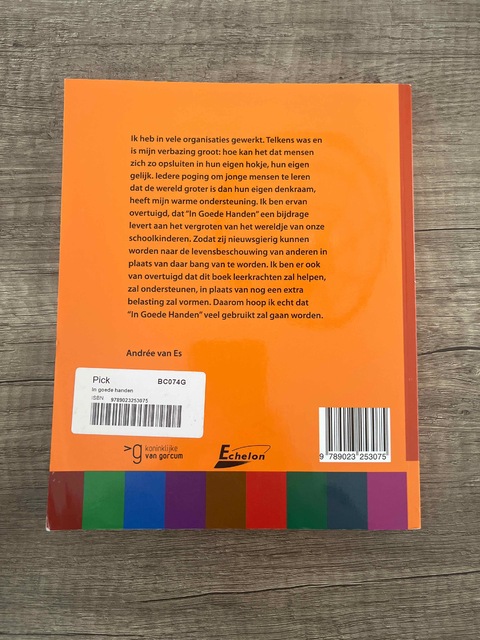 Ik heb in vele organisaties gewerkt. Telkens was en
is mijn verbazing groot: hoe kan het dat mensen
zich zo opsluiten in hun eigen hokje, hun eigen
gelijk. Iedere poging om jonge mensen te leren
dat de wereld groter is dan hun eigen denkraam,
heeft mijn warme ondersteuning. Ik ben ervan
overtuigd, dat “In Goede Handen” een bijdrage
levert aan het vergroten van het wereldje van onze
schoolkinderen. Zodat zij nieuwsgierig kunnen
worden naar de levensbeschouwing van anderen in
plaats van daar bang van te worden. Ik ben er ook
van overtuigd dat dit boek leerkrachten zal helpen,
zal ondersteunen, in plaats van nog een extra
belasting zal vormen. Daarom hoop ik echt dat
“In Goede Handen” veel gebruikt zal gaan worden.
Andrée van Es
Pick BC074G
In goede handen
ISBN 9789023253075
>g koninklijke
van gorcum
Echelon
9 789023 253075